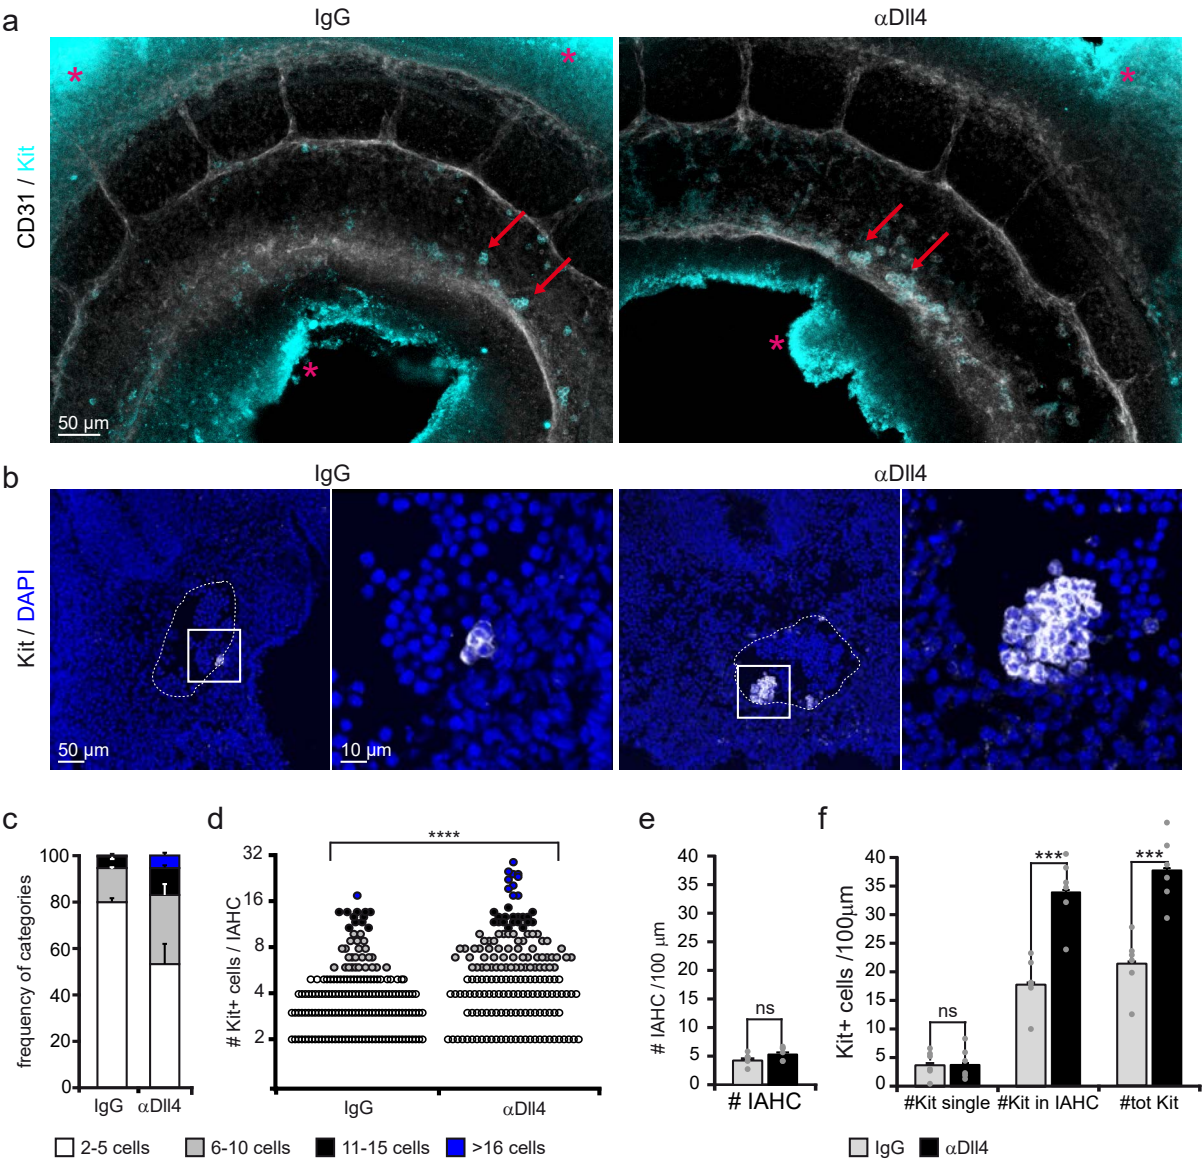 a
IgG
αDll4
CD31 / Kit
*
*
*
*
*
50 µm
b
IgG
αDll4
Kit / DAPI
50 µm
10 µm
c
frequency of categories
100
80
60
40
20
0
IgG
αDll4
d
****
# Kit+ cells / IAHC
32
16
8
4
2
IgG
αDll4
2-5 cells
6-10 cells
11-15 cells
>16 cells
e
# IAHC /100 µm
40
35
30
25
20
15
10
5
0
ns
# IAHC
f
Kit+ cells /100µm
40
30
20
10
5
0
ns
***
***
#Kit single
#Kit in IAHC
#tot Kit
IgG
αDll4